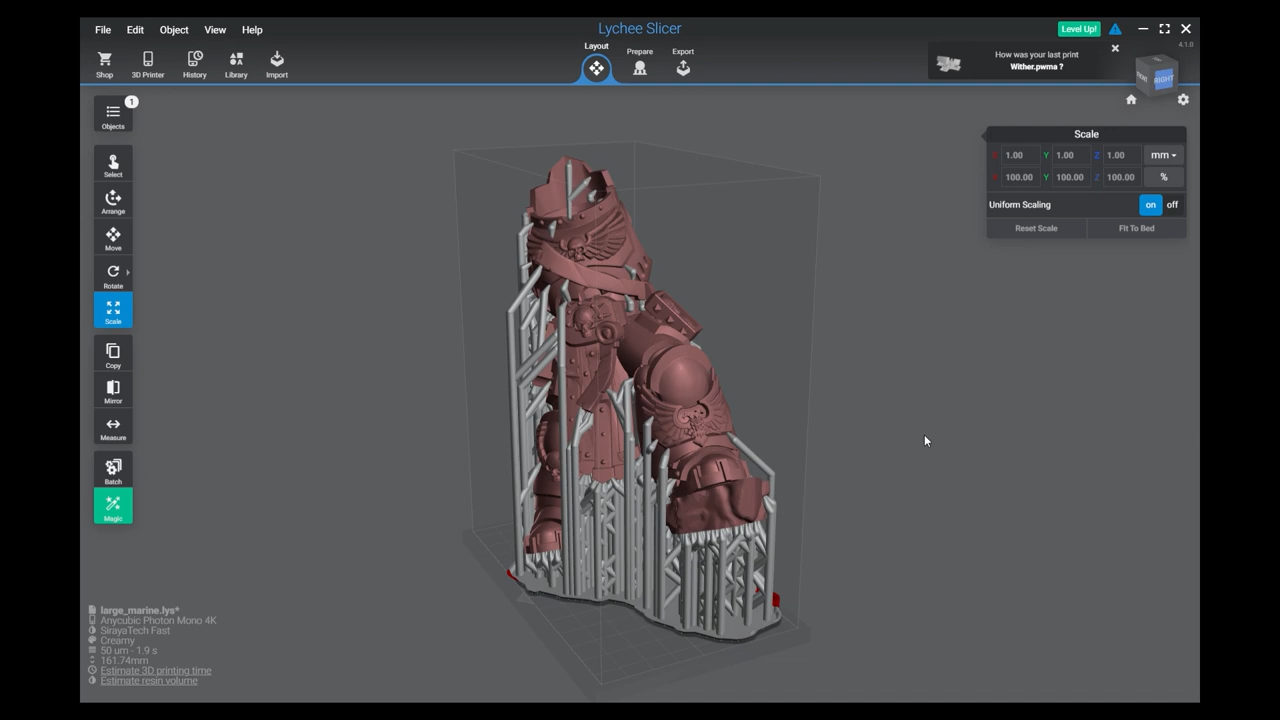 File Edit Object View Help
Lychee Slicer
Level Up!
4.1.0
Shop 3D Printer History Library Import
Layout Prepare Export
How was your last print
Wither.pwma ?
FRONT RIGHT
Objects 1
Select
Arrange
Move
Rotate
Scale
Copy
Mirror
Measure
Batch
Magic
Scale
X 1.00 Y 1.00 Z 1.00 mm
X 100.00 Y 100.00 Z 100.00 %
Uniform Scaling on off
Reset Scale Fit To Bed
large_marine.lys*
Anycubic Photon Mono 4K
SirayaTech Fast
Creamy
50 um - 1.9 s
161.74mm
Estimate 3D printing time
Estimate resin volume